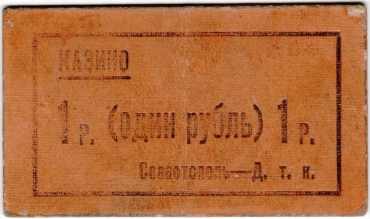 КАЗИНО
1 Р. (один рубль) 1 Р.
Севастополь—Д. т. к.